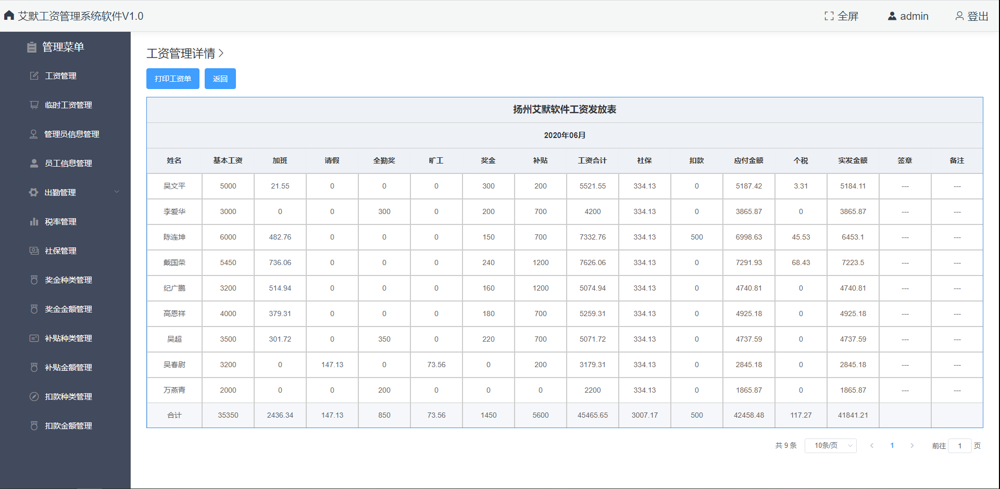 艾默工资管理系统软件V1.0 全屏 admin 登出
管理菜单
工资管理
临时工资管理
管理员信息管理
员工信息管理
出勤管理
税率管理
社保管理
奖金种类管理
奖金金额管理
补贴种类管理
补贴金额管理
扣款种类管理
扣款金额管理
工资管理详情
打印工资单 返回
扬州艾默软件工资发放表
2020年06月
姓名 基本工资 加班 请假 全勤奖 旷工 奖金 补贴 工资合计 社保 扣款 应付金额 个税 实发金额 签章 备注
吴文平 5000 21.55 0 0 0 300 200 5521.55 334.13 0 5187.42 3.31 5184.11 --- ---
李爱华 3000 0 0 300 0 200 700 4200 334.13 0 3865.87 0 3865.87 --- ---
陈连坤 6000 482.76 0 0 0 150 700 7332.76 334.13 500 6998.63 45.53 6453.1 --- ---
戴国荣 5450 736.06 0 0 0 240 1200 7626.06 334.13 0 7291.93 68.43 7223.5 --- ---
纪广鹏 3200 514.94 0 0 0 160 1200 5074.94 334.13 0 4740.81 0 4740.81 --- ---
高恩祥 4000 379.31 0 0 0 180 700 5259.31 334.13 0 4925.18 0 4925.18 --- ---
吴超 3500 301.72 0 350 0 220 700 5071.72 334.13 0 4737.59 0 4737.59 --- ---
吴春尉 3200 0 147.13 0 73.56 0 200 3179.31 334.13 0 2845.18 0 2845.18 --- ---
万燕青 2000 0 0 200 0 0 0 2200 334.13 0 1865.87 0 1865.87 --- ---
合计 35350 2436.34 147.13 850 73.56 1450 5600 45465.65 3007.17 500 42458.48 117.27 41841.21
共 9 条 10条/页 1 前往 1 页